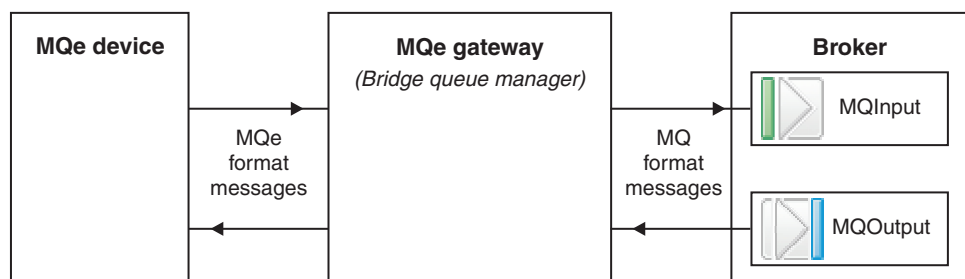 MQe device
MQe gateway
(Bridge queue manager)
Broker
MQInput
MQe
format
messages
MQ
format
messages
MQOutput